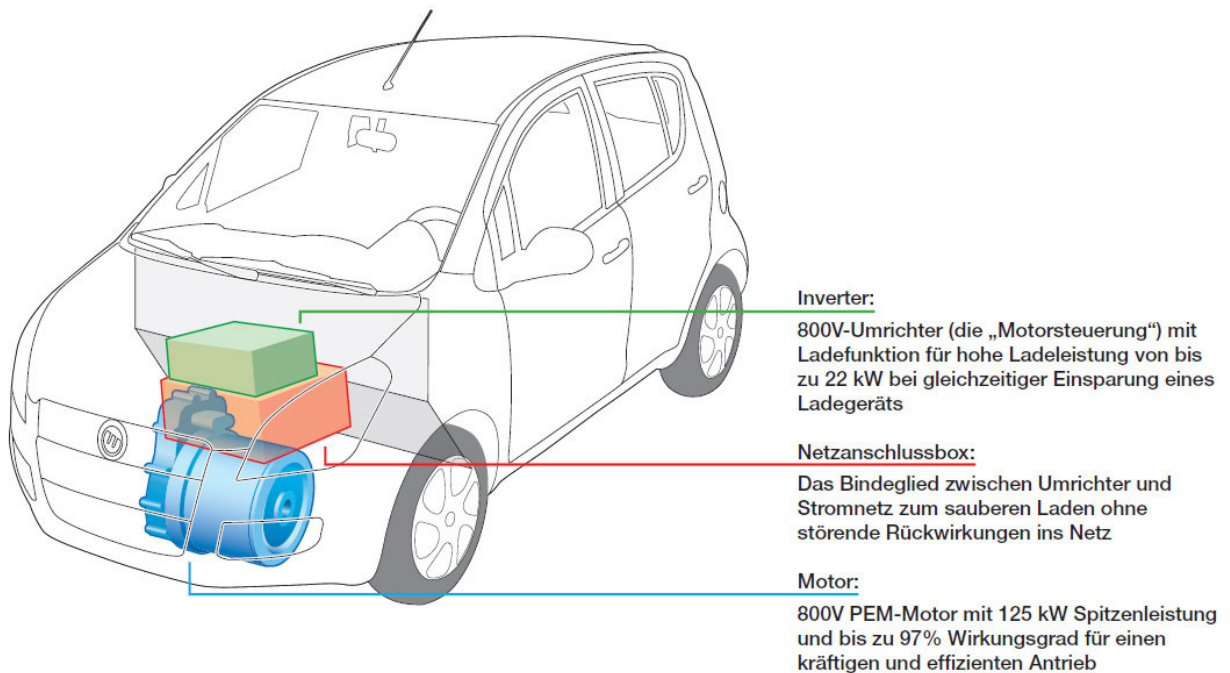 Inverter:
800V-Umrichter (die „Motorsteuerung“) mit
Ladefunktion für hohe Ladeleistung von bis
zu 22 kW bei gleichzeitiger Einsparung eines
Ladegeräts
Netzanschlussbox:
Das Bindeglied zwischen Umrichter und
Stromnetz zum sauberen Laden ohne
störende Rückwirkungen ins Netz
Motor:
800V PEM-Motor mit 125 kW Spitzenleistung
und bis zu 97% Wirkungsgrad für einen
kräftigen und effizienten Antrieb